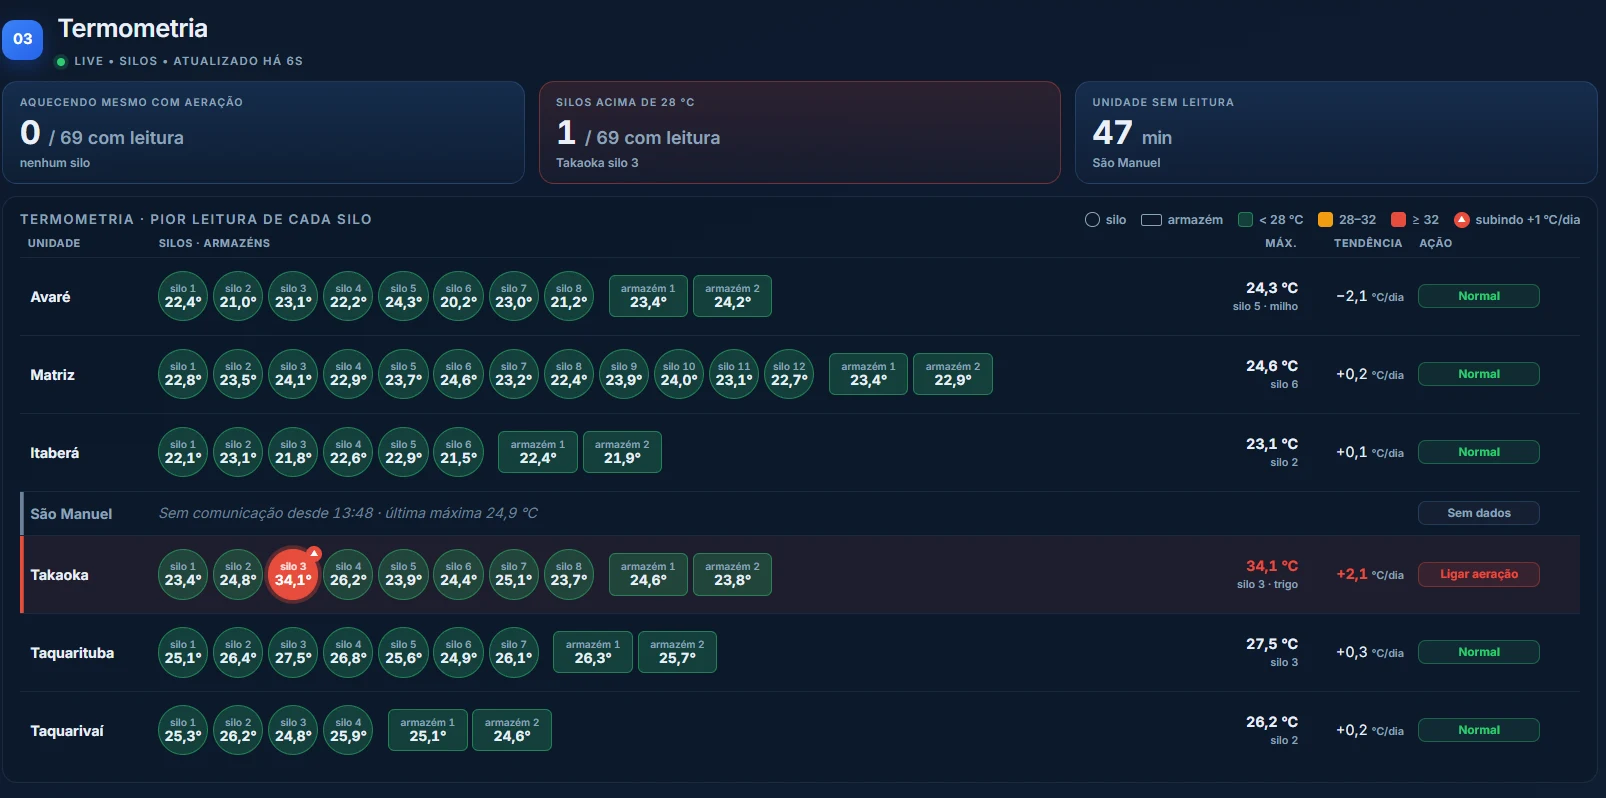 03
Termometria
LIVE • SILOS • ATUALIZADO HÁ 6S
AQUECENDO MESMO COM AERAÇÃO
0 / 69 com leitura
nenhum silo
SILOS ACIMA DE 28 °C
1 / 69 com leitura
Takaoka silo 3
UNIDADE SEM LEITURA
47 min
São Manuel
TERMOMETRIA · PIOR LEITURA DE CADA SILO
silo armazém < 28 °C 28–32 ≥ 32 subindo +1 °C/dia
UNIDADE SILOS · ARMAZÉNS MÁX. TENDÊNCIA AÇÃO
silo 1 silo 2 silo 3 silo 4 silo 5 silo 6 silo 7 silo 8 armazém 1 armazém 2
Avaré 22,4° 21,0° 23,1° 22,2° 24,3° 20,2° 23,0° 21,2° 23,4° 24,2° 24,3 °C −2,1 °C/dia Normal
silo 5 · milho
silo 1 silo 2 silo 3 silo 4 silo 5 silo 6 silo 7 silo 8 silo 9 silo 10 silo 11 silo 12 armazém 1 armazém 2
Matriz 22,8° 23,5° 24,1° 22,9° 23,7° 24,6° 23,2° 22,4° 23,9° 24,0° 23,1° 22,7° 23,4° 22,9° 24,6 °C +0,2 °C/dia Normal
silo 6
silo 1 silo 2 silo 3 silo 4 silo 5 silo 6 armazém 1 armazém 2
Itaberá 22,1° 23,1° 21,8° 22,6° 22,9° 21,5° 22,4° 21,9° 23,1 °C +0,1 °C/dia Normal
silo 2
São Manuel Sem comunicação desde 13:48 · última máxima 24,9 °C Sem dados
silo 1 silo 2 silo 3 silo 4 silo 5 silo 6 silo 7 silo 8 armazém 1 armazém 2
Takaoka 23,4° 24,8° 34,1° 26,2° 23,9° 24,4° 25,1° 23,7° 24,6° 23,8° 34,1 °C +2,1 °C/dia Ligar aeração
silo 3 · trigo
silo 1 silo 2 silo 3 silo 4 silo 5 silo 6 silo 7 armazém 1 armazém 2
Taquarituba 25,1° 26,4° 27,5° 26,8° 25,6° 24,9° 26,1° 26,3° 25,7° 27,5 °C +0,3 °C/dia Normal
silo 3
silo 1 silo 2 silo 3 silo 4 armazém 1 armazém 2
Taquarivaí 25,3° 26,2° 24,8° 25,9° 25,1° 24,6° 26,2 °C +0,2 °C/dia Normal
silo 2